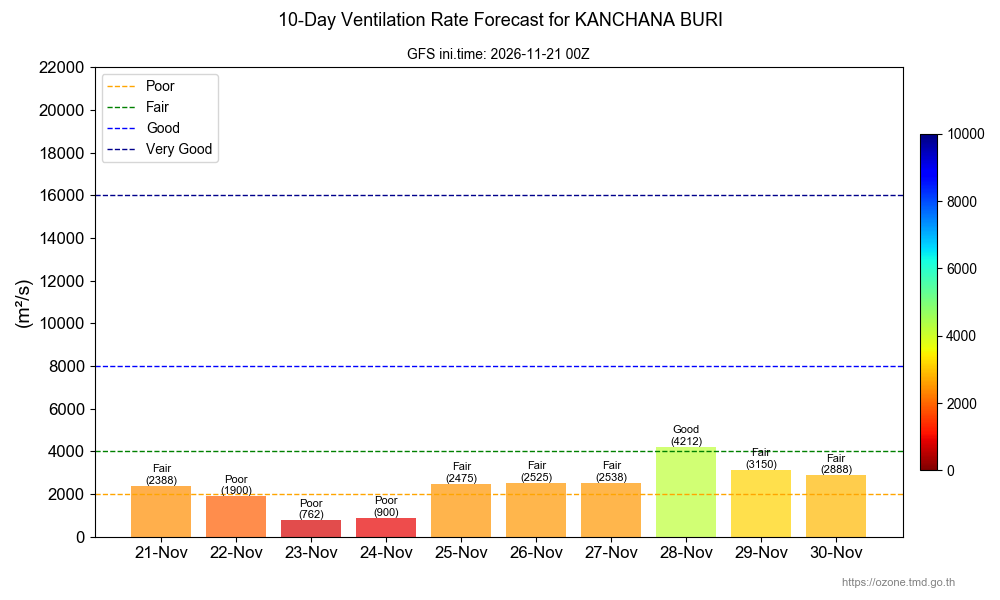 10-Day Ventilation Rate Forecast for KANCHANA BURI
GFS ini.time: 2026-11-21 00Z
(m²/s)
22000
20000
18000
16000
14000
12000
10000
8000
6000
4000
2000
0
Poor
Fair
Good
Very Good
Fair
(2388)
Poor
(1900)
Poor
(762)
Poor
(900)
Fair
(2475)
Fair
(2525)
Fair
(2538)
Good
(4212)
Fair
(3150)
Fair
(2888)
21-Nov 22-Nov 23-Nov 24-Nov 25-Nov 26-Nov 27-Nov 28-Nov 29-Nov 30-Nov
10000
8000
6000
4000
2000
0
https://ozone.tmd.go.th